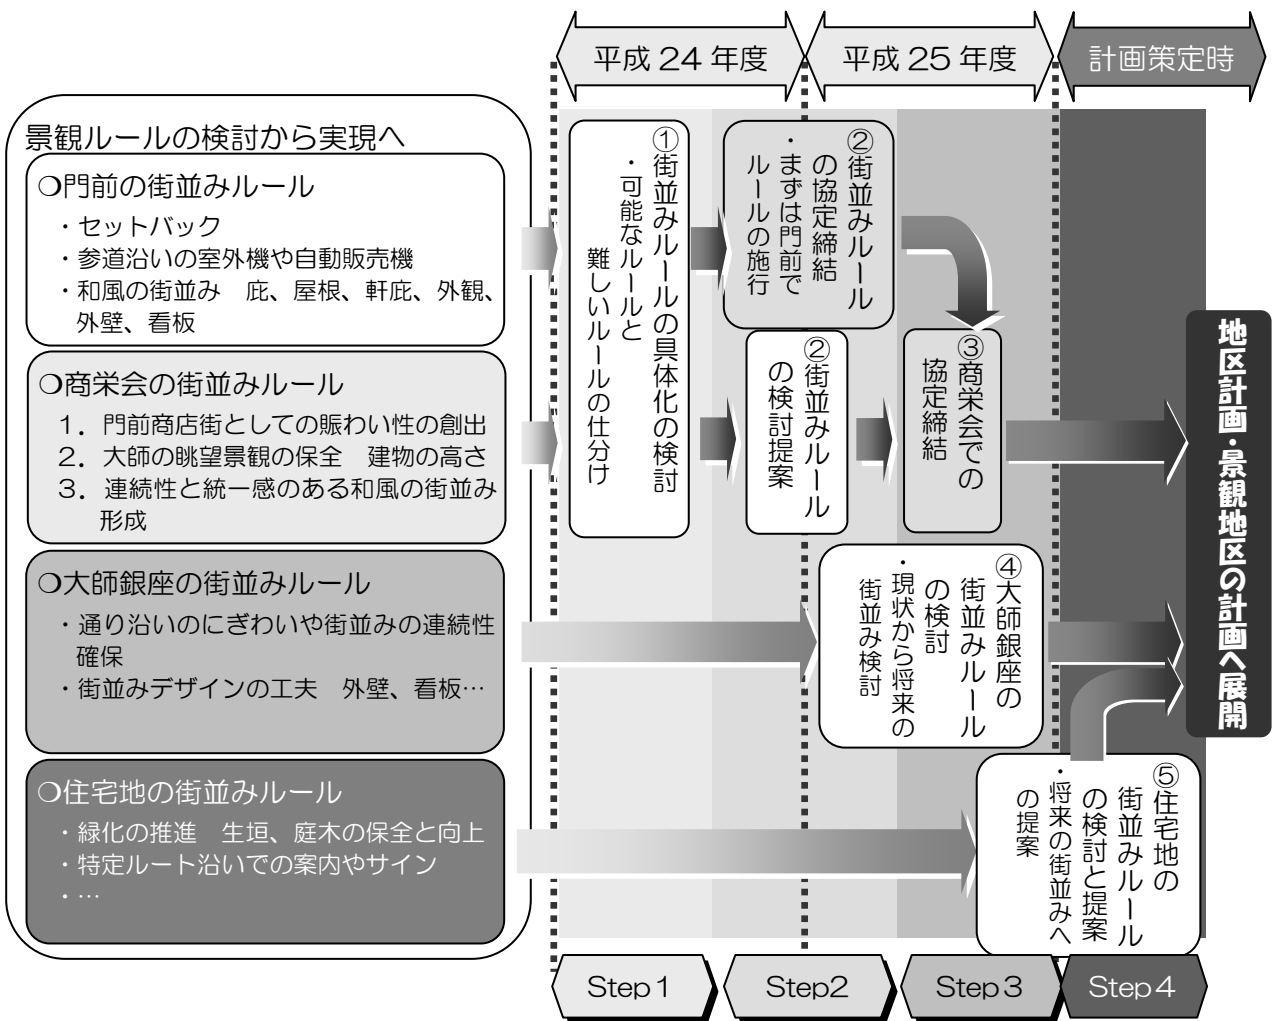 平成 24 年度
平成 25 年度
計画策定時
景観ルールの検討から実現へ
○門前の街並みルール
・セットバック
・参道沿いの室外機や自動販売機
・和風の街並み　庇、屋根、軒庇、外観、
外壁、看板
○商栄会の街並みルール
1．門前商店街としての賑わい性の創出
2．大師の眺望景観の保全　建物の高さ
3．連続性と統一感のある和風の街並み
形成
○大師銀座の街並みルール
・通り沿いのにぎわいや街並みの連続性
確保
・街並みデザインの工夫　外壁、看板…
○住宅地の街並みルール
・緑化の推進　生垣、庭木の保全と向上
・特定ルート沿いでの案内やサイン
・…
①街並みルールの具体化の検討
・可能なルールと
難しいルールの仕分け
②街並みルール
の協定締結
・まずは門前で
ルールの施行
②街並みルール
の検討提案
③商栄会での
協定締結
④大師銀座の
街並みルール
の検討
・現状から将来の
街並み検討
⑤住宅地の
街並みルール
の検討と提案
・将来の街並みへ
の提案
地区計画・景観地区の計画へ展開
Step 1
Step2
Step 3
Step 4